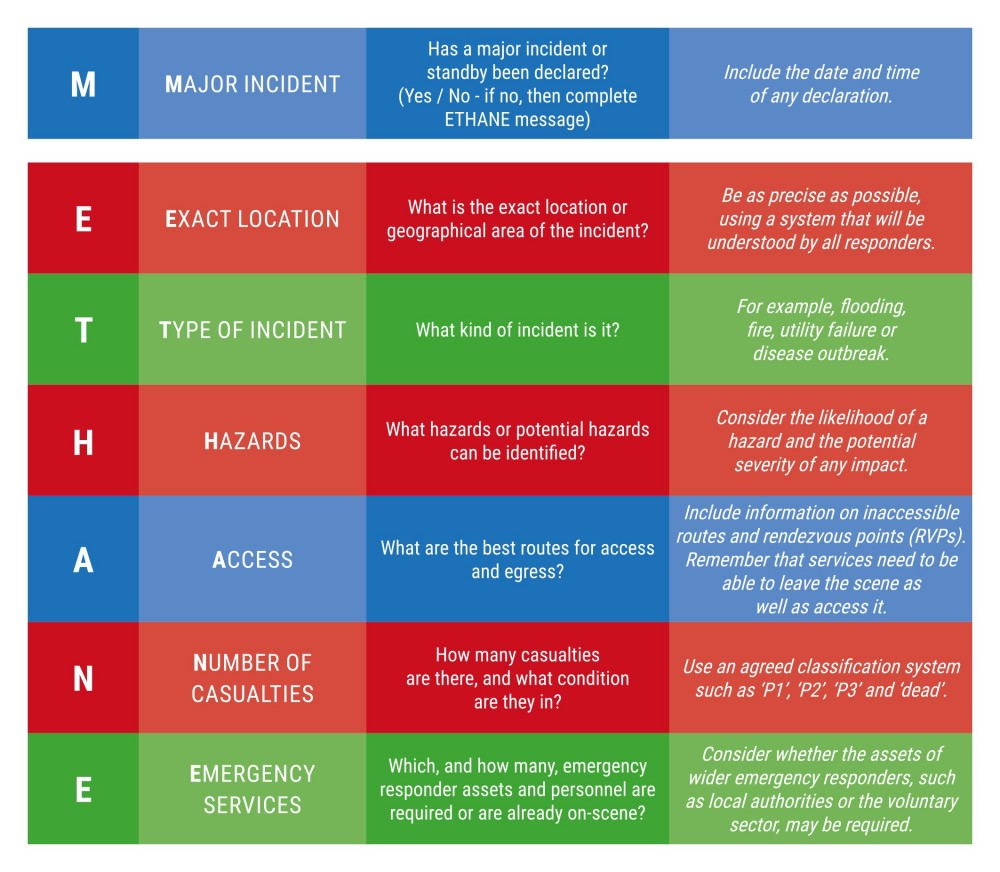 M
MAJOR INCIDENT
Has a major incident or
standby been declared?
(Yes / No - if no, then complete
ETHANE message)
Include the date and time
of any declaration.
E
EXACT LOCATION
What is the exact location or
geographical area of the incident?
Be as precise as possible,
using a system that will be
understood by all responders.
T
TYPE OF INCIDENT
What kind of incident is it?
For example, flooding,
fire, utility failure or
disease outbreak.
H
HAZARDS
What hazards or potential hazards
can be identified?
Consider the likelihood of a
hazard and the potential
severity of any impact.
A
ACCESS
What are the best routes for access
and egress?
Include information on inaccessible
routes and rendezvous points (RVPs).
Remember that services need to be
able to leave the scene as
well as access it.
N
NUMBER OF
CASUALTIES
How many casualties
are there, and what condition
are they in?
Use an agreed classification system
such as ‘P1’, ‘P2’, ‘P3’ and ‘dead’.
E
EMERGENCY
SERVICES
Which, and how many, emergency
responder assets and personnel are
required or are already on-scene?
Consider whether the assets of
wider emergency responders, such
as local authorities or the voluntary
sector, may be required.